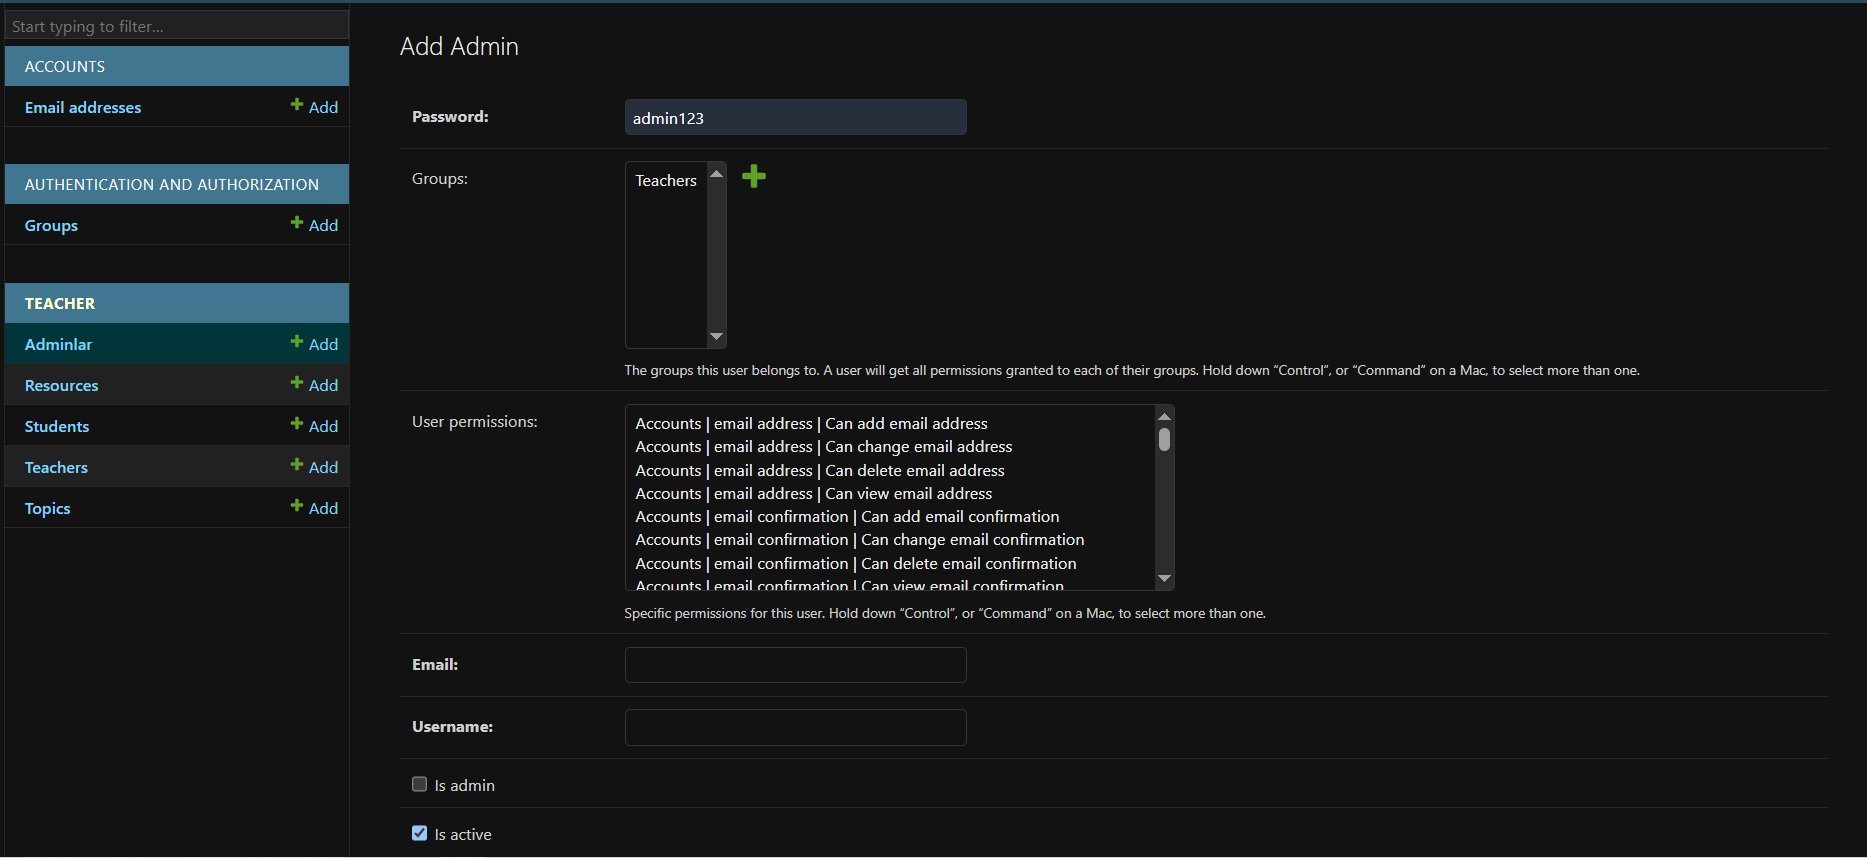 Start typing to filter...
ACCOUNTS
Email addresses
Add
AUTHENTICATION AND AUTHORIZATION
Groups
Add
TEACHER
Adminlar
Add
Resources
Add
Students
Add
Teachers
Add
Topics
Add
Add Admin
Password:
admin123
Groups:
Teachers
The groups this user belongs to. A user will get all permissions granted to each of their groups. Hold down “Control”, or “Command” on a Mac, to select more than one.
User permissions:
Accounts | email address | Can add email address
Accounts | email address | Can change email address
Accounts | email address | Can delete email address
Accounts | email address | Can view email address
Accounts | email confirmation | Can add email confirmation
Accounts | email confirmation | Can change email confirmation
Accounts | email confirmation | Can delete email confirmation
Accounts | email confirmation | Can view email confirmation
Specific permissions for this user. Hold down “Control”, or “Command” on a Mac, to select more than one.
Email:
Username:
Is admin
Is active